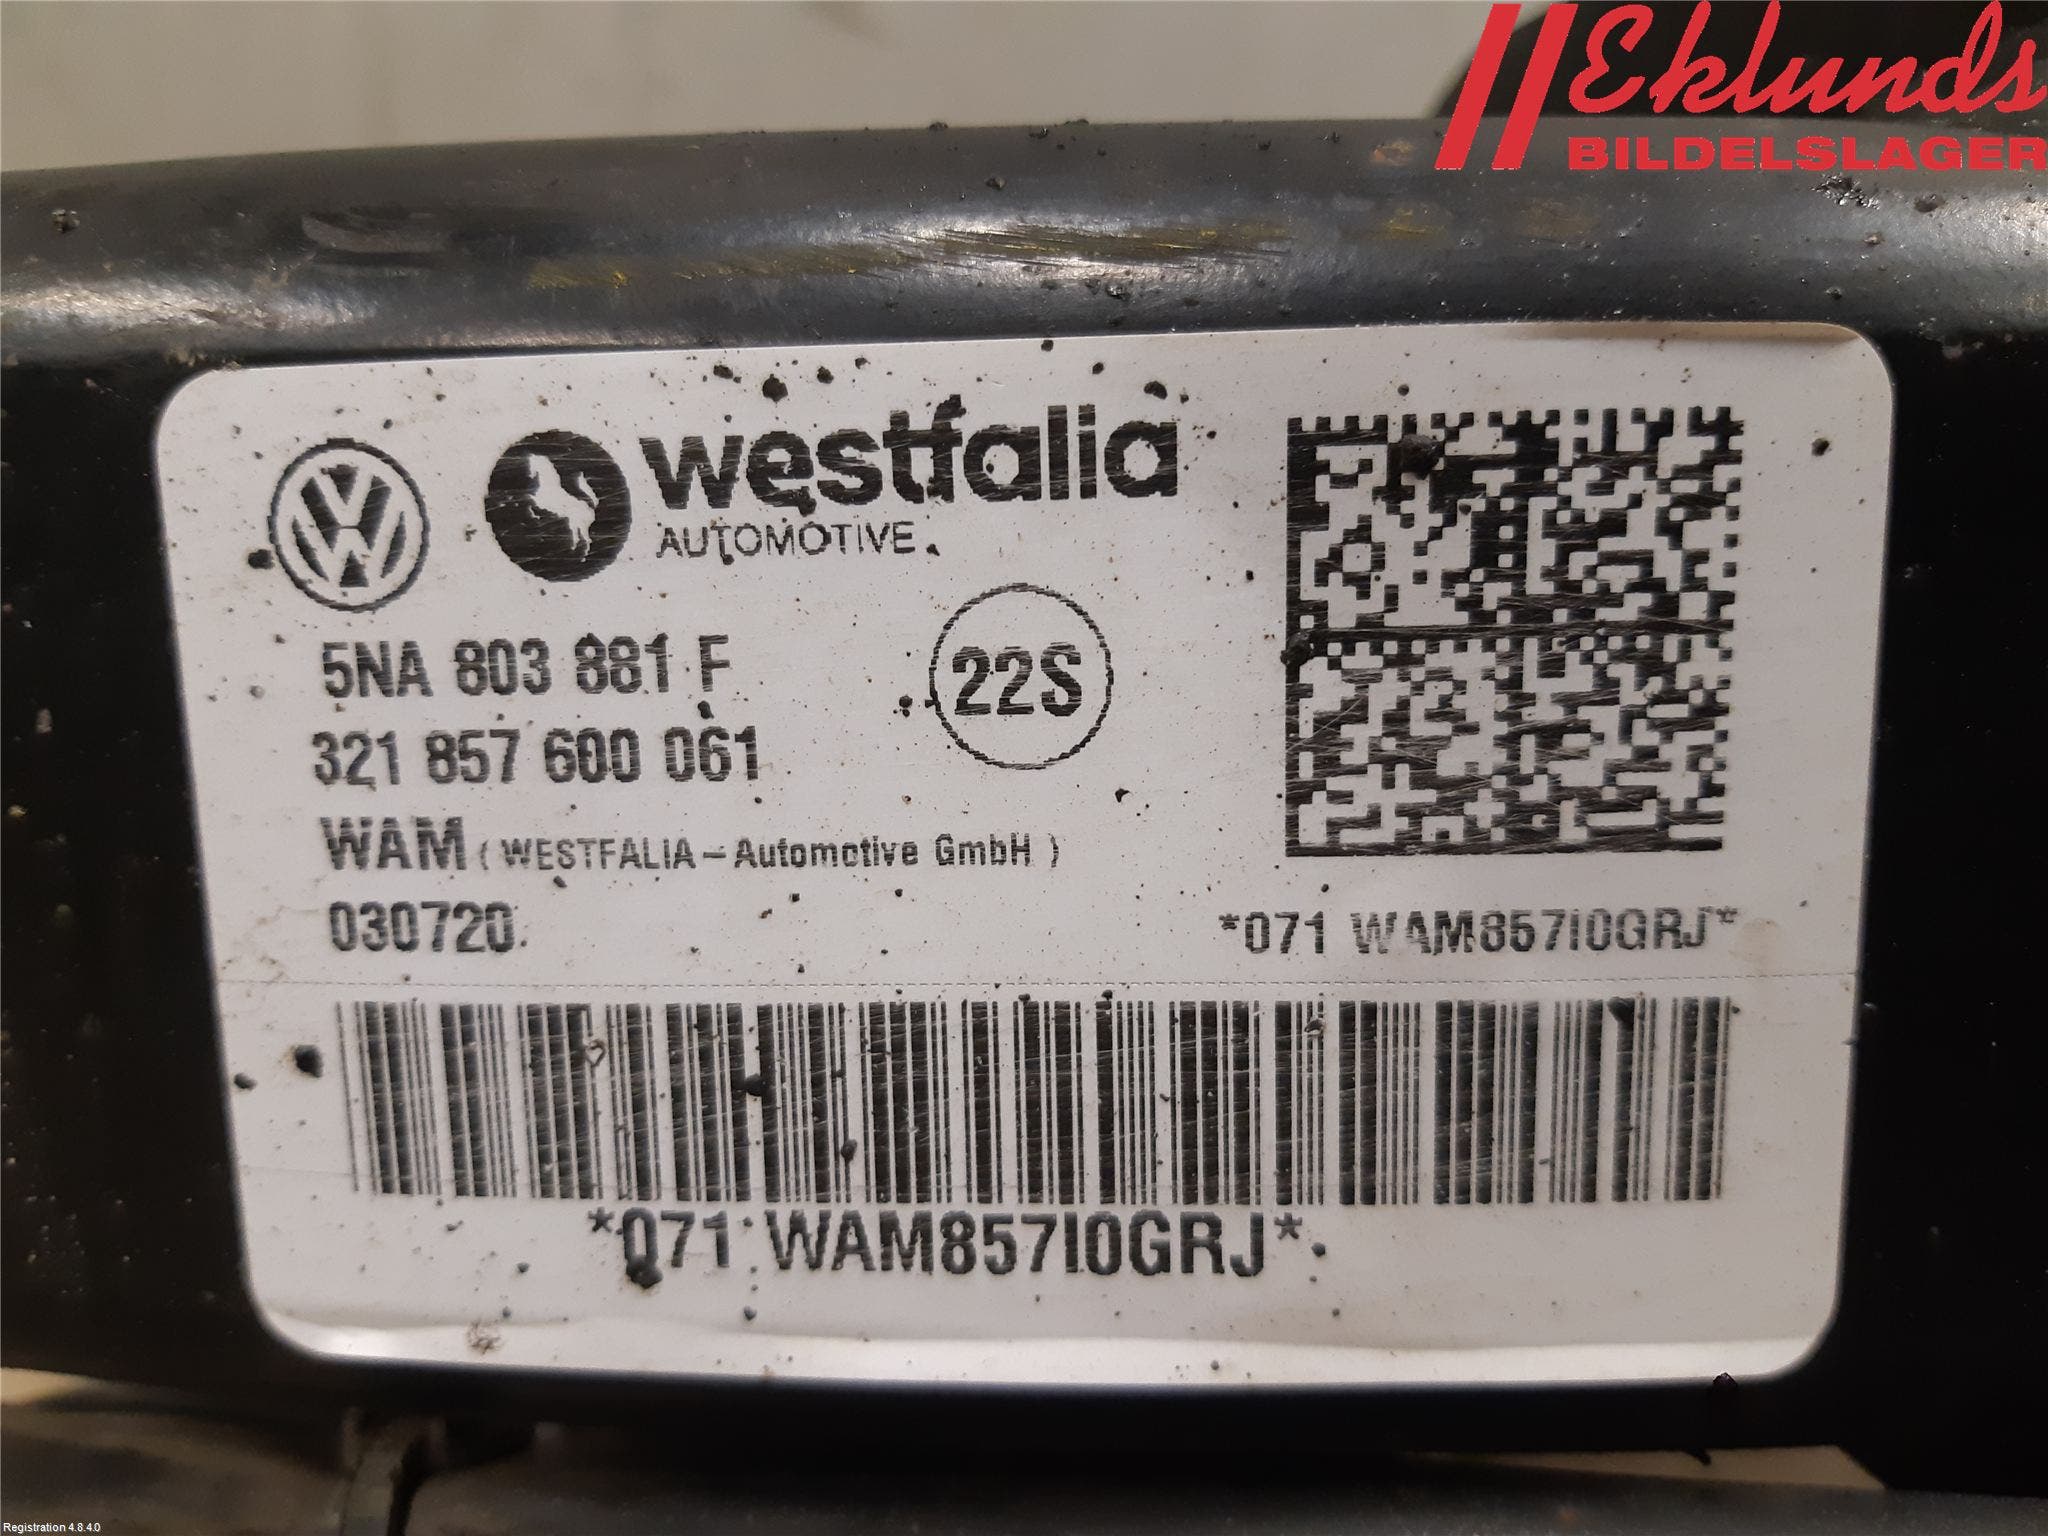 Eklunds
BILDELSLAGER
westfalia
AUTOMOTIVE
5NA 803 881 F
22S
321 857 600 061
WAM ( WESTFALIA - Automotive GmbH )
030720
*071 WAM857I0GRJ*
*071 WAM857I0GRJ*
Registration 4.8.4.0